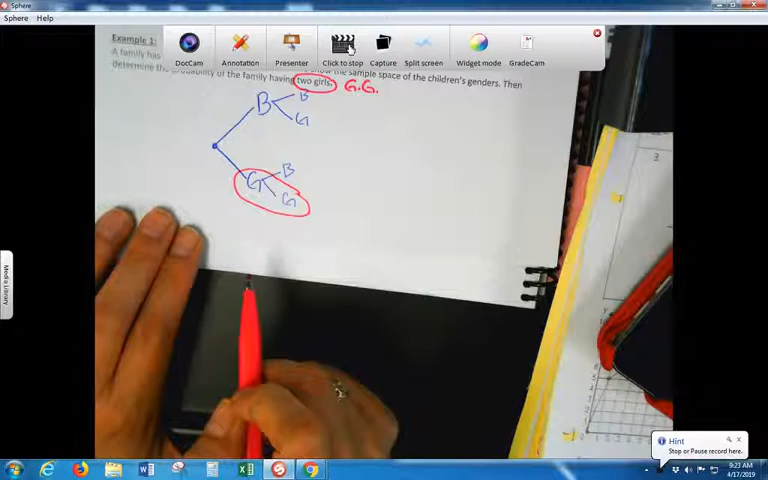 Sphere
Sphere Help
Example 1:
A family has
show the sample space of the children's genders. Then
determine the probability of the family having two girls. G.G.
DocCam
Annotation
Presenter
Click to stop
Capture
Split screen
Widget mode
GradeCam
B
B
G
G
B
G
3
Media Library
Hint
Stop or Pause record here.
9:23 AM
4/17/2019